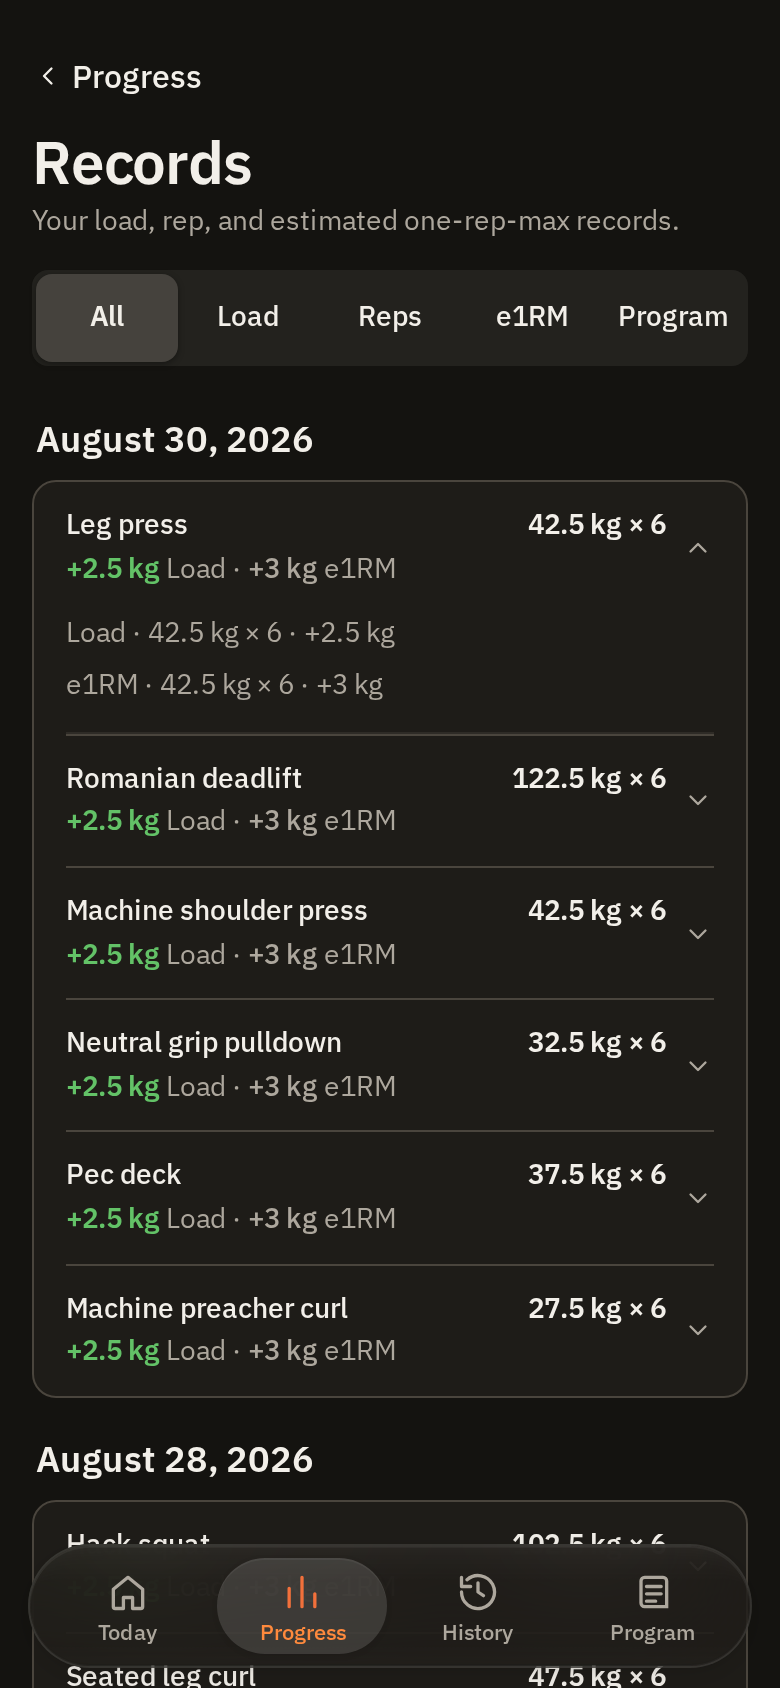 Progress
Records
Your load, rep, and estimated one-rep-max records.
All Load Reps e1RM Program
August 30, 2026
Leg press 42.5 kg × 6
+2.5 kg Load · +3 kg e1RM
Load · 42.5 kg × 6 · +2.5 kg
e1RM · 42.5 kg × 6 · +3 kg
Romanian deadlift 122.5 kg × 6
+2.5 kg Load · +3 kg e1RM
Machine shoulder press 42.5 kg × 6
+2.5 kg Load · +3 kg e1RM
Neutral grip pulldown 32.5 kg × 6
+2.5 kg Load · +3 kg e1RM
Pec deck 37.5 kg × 6
+2.5 kg Load · +3 kg e1RM
Machine preacher curl 27.5 kg × 6
+2.5 kg Load · +3 kg e1RM
August 28, 2026
Hack squat 102.5 kg × 6
Today Progress History Program
Seated leg curl 47.5 kg × 6